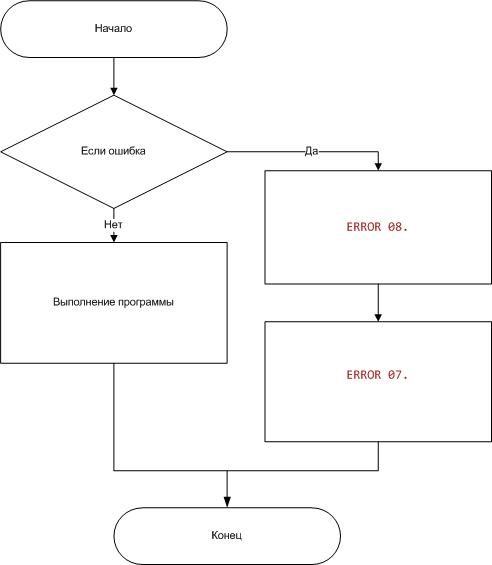 Начало
Если ошибка
Да
Нет
ERROR 08.
Выполнение программы
ERROR 07.
Конец